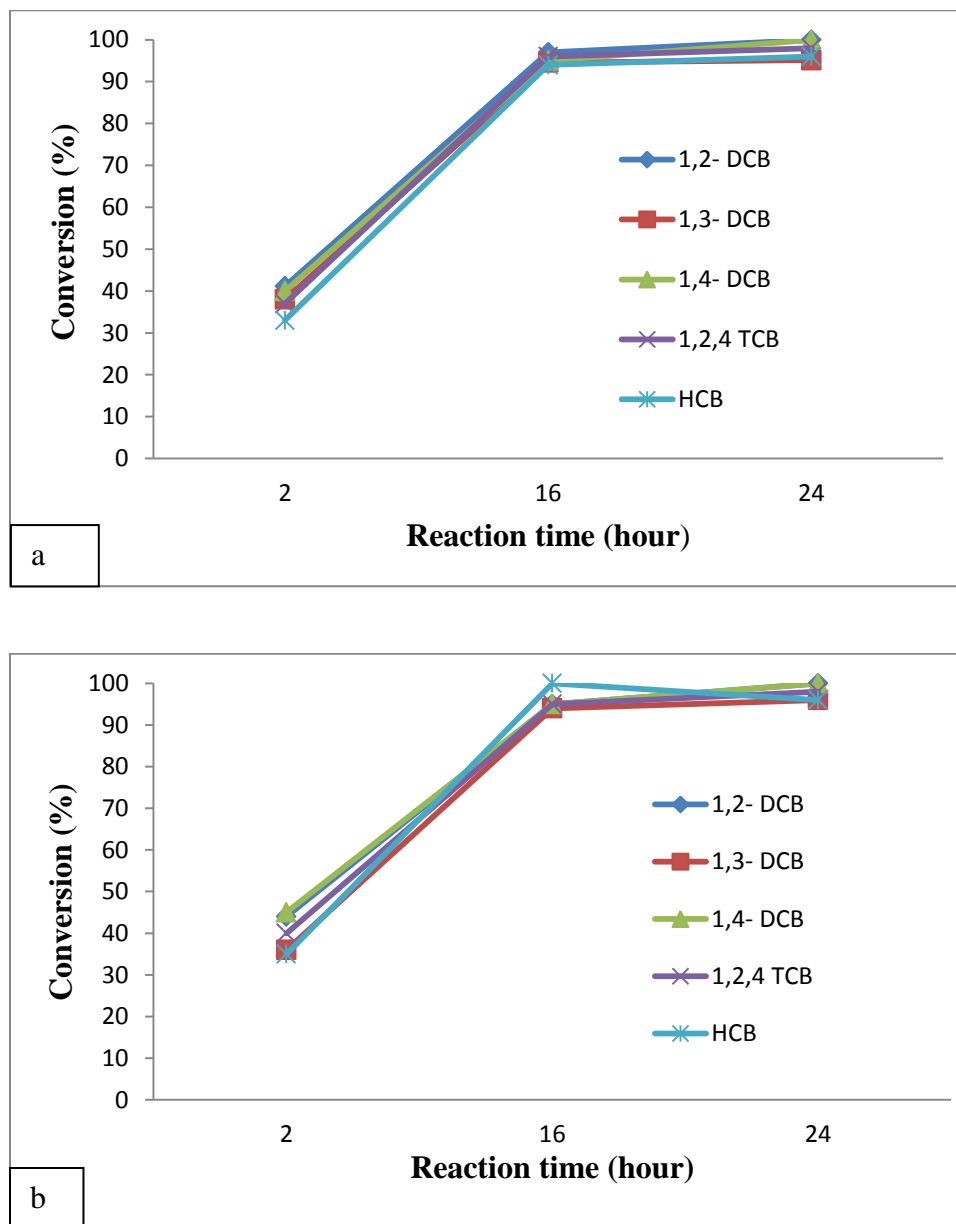 100
90
80
70
60
50
40
30
20
10
0
Conversion (%)
1,2- DCB
1,3- DCB
1,4- DCB
1,2,4 TCB
HCB
2 16 24
Reaction time (hour)
a
100
90
80
70
60
50
40
30
20
10
0
Conversion (%)
1,2- DCB
1,3- DCB
1,4- DCB
1,2,4 TCB
HCB
2 16 24
Reaction time (hour)
b